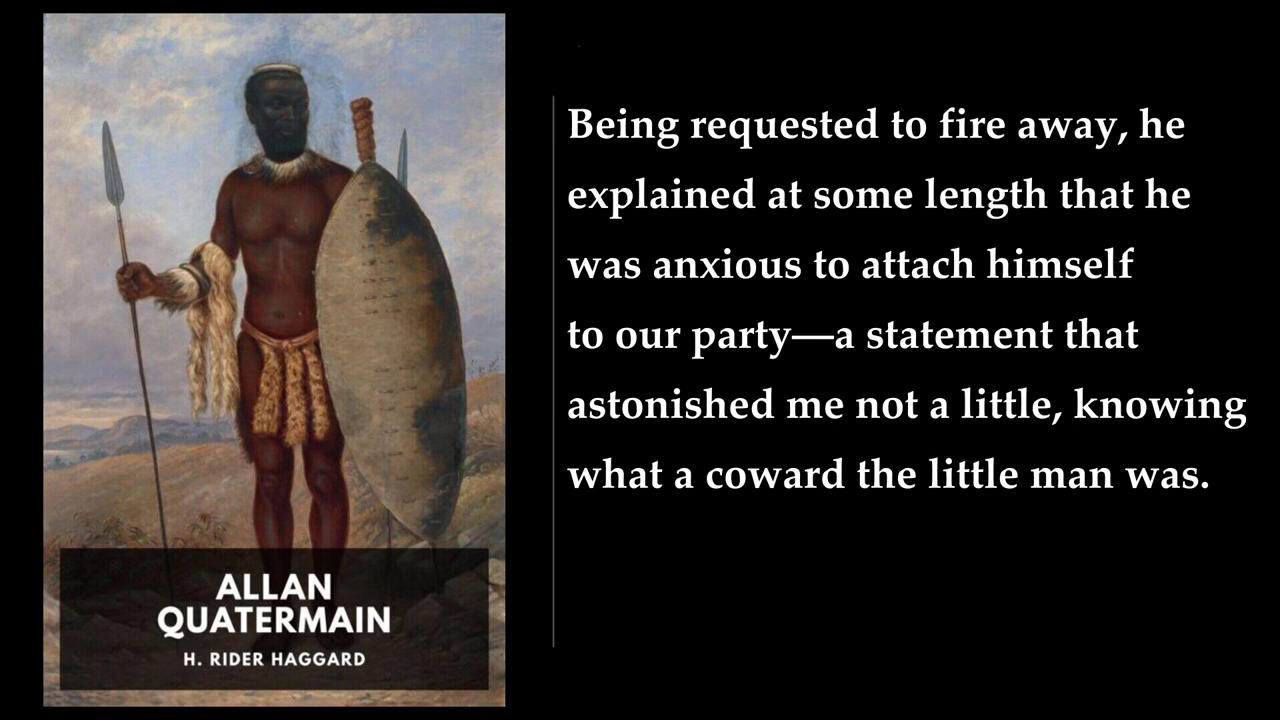 ALLAN
QUATERMAIN
H. RIDER HAGGARD
Being requested to fire away, he
explained at some length that he
was anxious to attach himself
to our party—a statement that
astonished me not a little, knowing
what a coward the little man was.